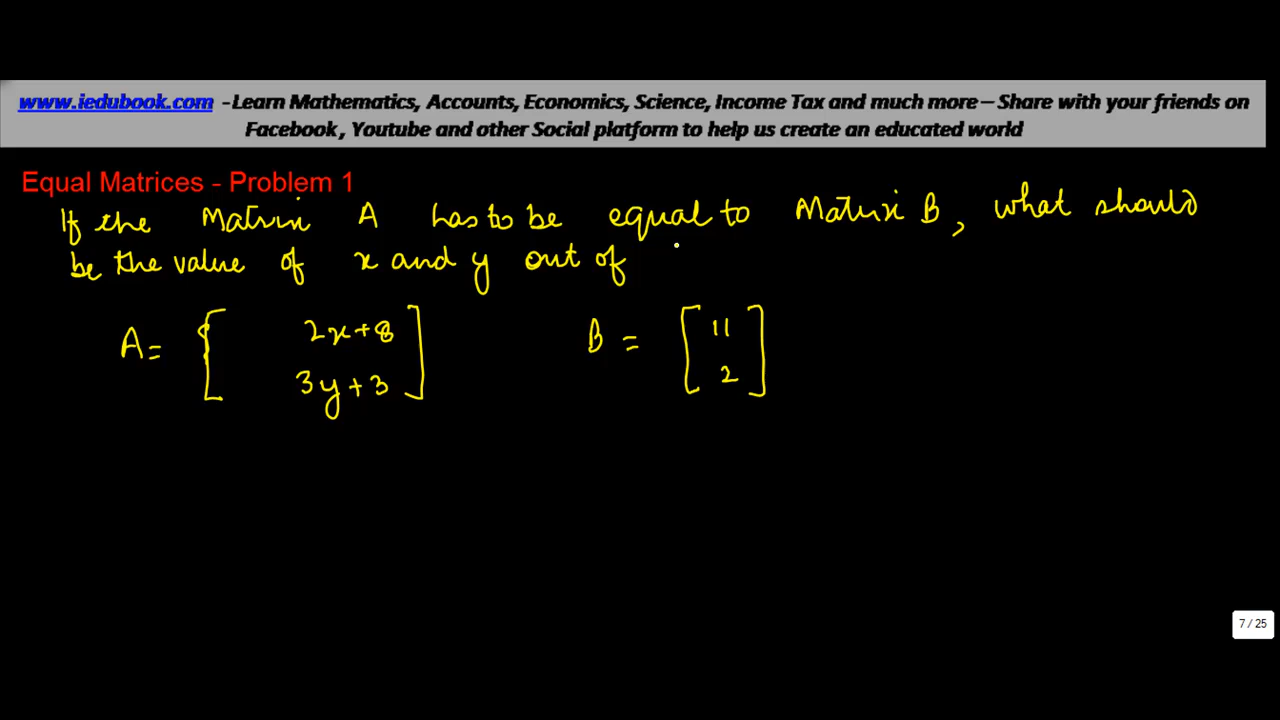 www.iedubook.com - Learn Mathematics, Accounts, Economics, Science, Income Tax and much more – Share with your friends on
Facebook, Youtube and other Social platform to help us create an educated world
Equal Matrices - Problem 1
If the Matrix A has to be equal to Matrix B, what should
be the value of x and y out of
A= [ 2x+8 B = [ 11
3y+3 ] 2 ]
7 / 25